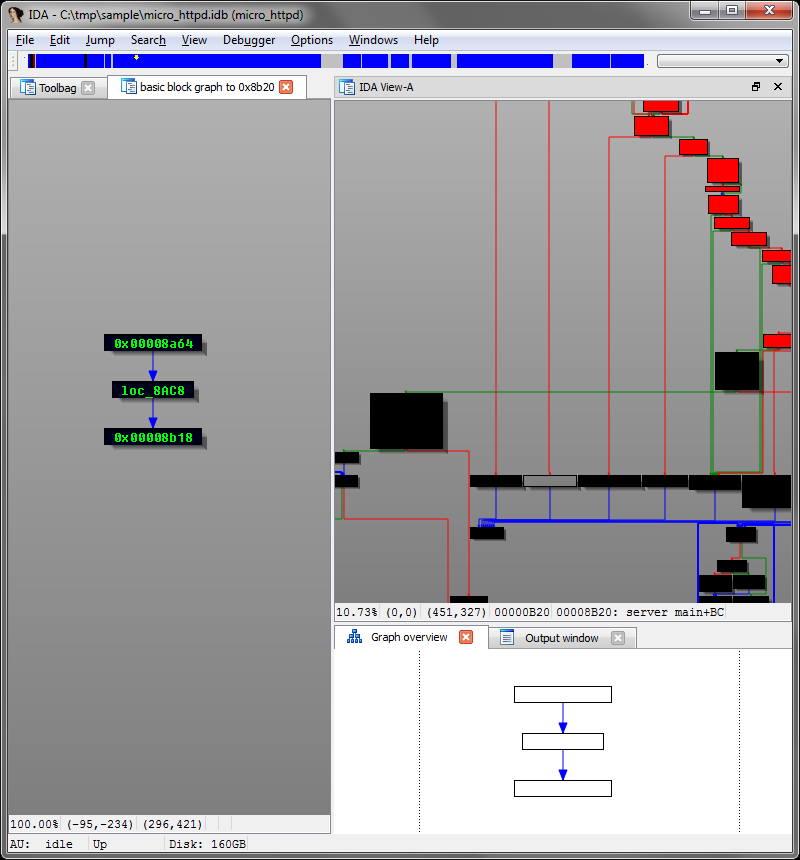 IDA - C:\tmp\sample\micro_httpd.idb (micro_httpd)
File Edit Jump Search View Debugger Options Windows Help
Toolbag
basic block graph to 0x8b20
IDA View-A
0x00008a64
loc_8AC8
0x00008b18
10.73% (0,0) (451,327) 00000B20 00008B20: server_main+BC
Graph overview
Output window
100.00% (-95,-234) (296,421)
AU: idle Up Disk: 160GB